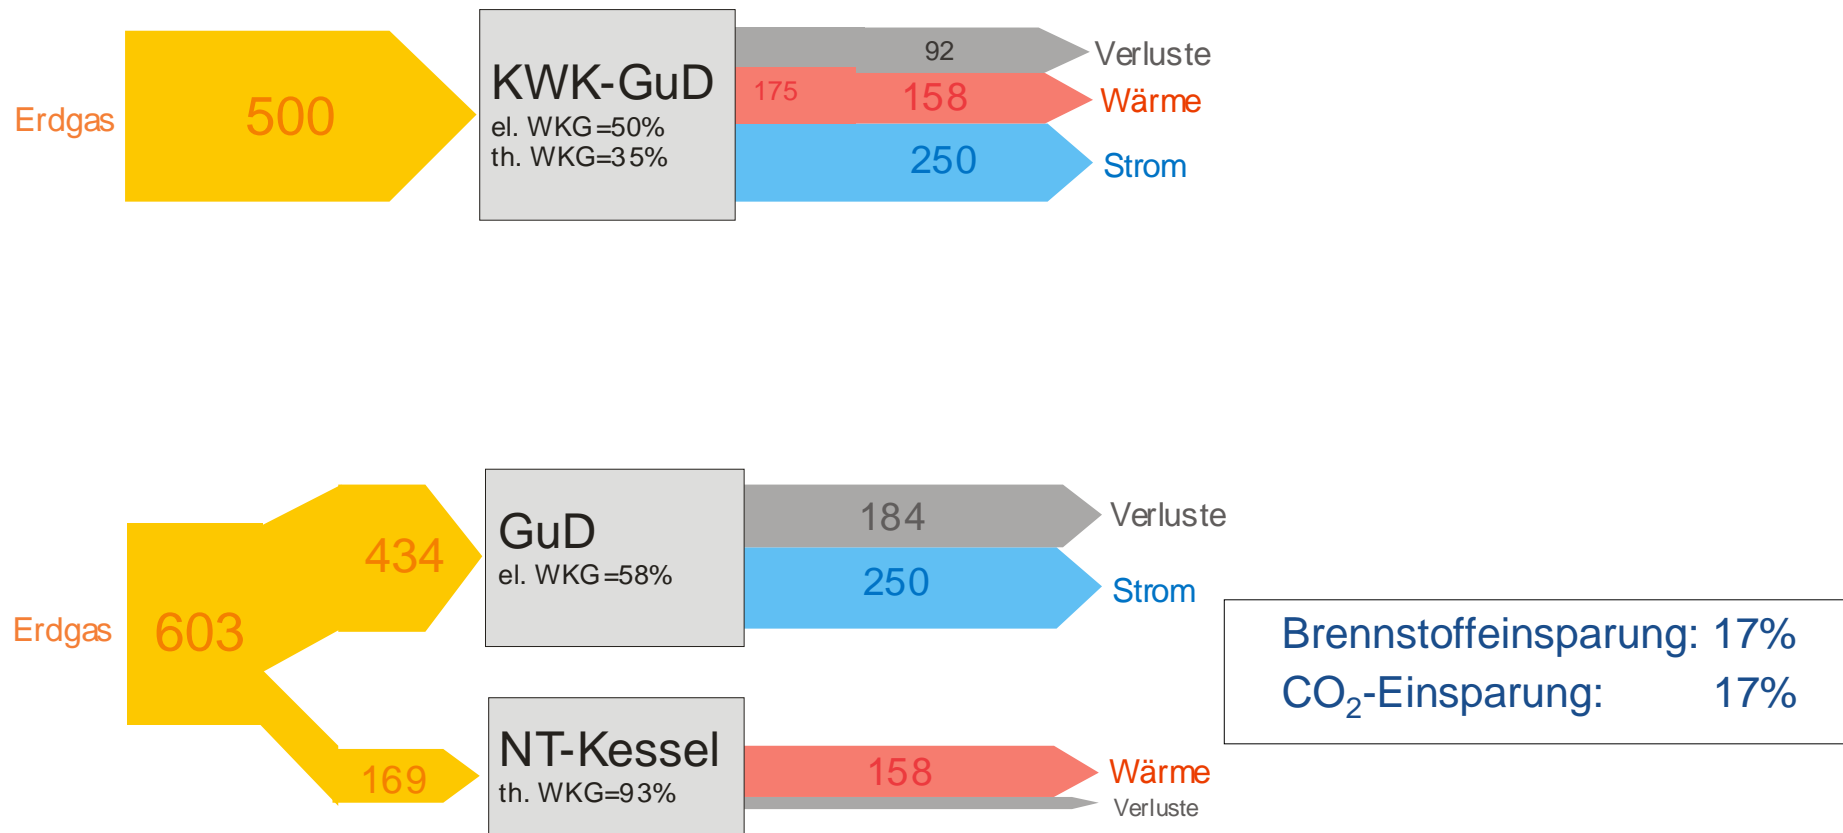 Erdgas
500
KWK-GuD
el. WKG=50%
th. WKG=35%
92
Verluste
175
158
Wärme
250
Strom
Erdgas
603
434
GuD
el. WKG=58%
184
Verluste
250
Strom
169
NT-Kessel
th. WKG=93%
158
Wärme
Verluste
Brennstoffeinsparung: 17%
CO₂-Einsparung: 17%